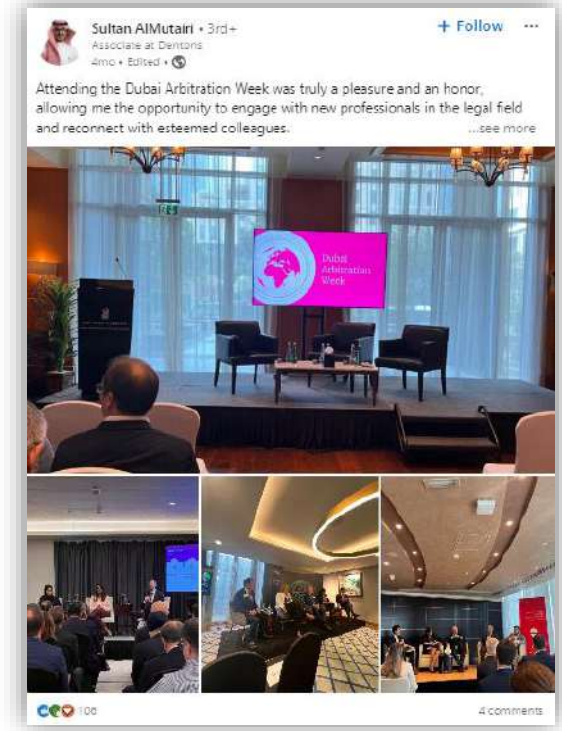 Sultan AlMutairi • 3rd+
+ Follow ...
Associate at Dentons
4mo • Edited •
Attending the Dubai Arbitration Week was truly a pleasure and an honor,
allowing me the opportunity to engage with new professionals in the legal field
and reconnect with esteemed colleagues.
...see more
Dubai
Arbitration
Week
106
4 comments